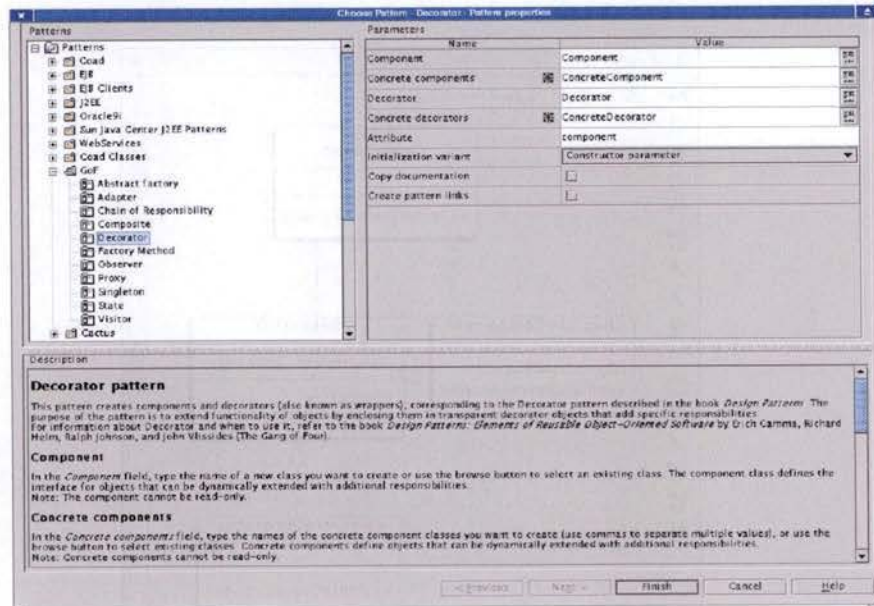 Choose Pattern - Decorator - Pattern properties
Patterns
Patterns
Coad
EJB
EJB Clients
J2EE
Oracle9i
Sun Java Center J2EE Patterns
WebServices
Coad Classes
GoF
Abstract factory
Adapter
Chain of Responsibility
Composite
Decorator
Factory Method
Observer
Proxy
Singleton
State
Visitor
Cactus
Parameters
Name Value
Component Component
Concrete components ConcreteComponent
Decorator Decorator
Concrete decorators ConcreteDecorator
Attribute component
Initialization variant Constructor parameter
Copy documentation
Create pattern links
Description
Decorator pattern
This pattern creates components and decorators (also known as wrappers), corresponding to the Decorator pattern described in the book Design Patterns. The
purpose of the pattern is to extend functionality of objects by enclosing them in transparent decorator objects that add specific responsibilities.
For information about Decorator and when to use it, refer to the book Design Patterns: Elements of Reusable Object-Oriented Software by Erich Gamma, Richard
Helm, Ralph Johnson, and John Vlissides (The Gang of Four).
Component
In the Component field, type the name of a new class you want to create or use the browse button to select an existing class. The component class defines the
interface for objects that can be dynamically extended with additional responsibilities.
Note: The component cannot be read-only.
Concrete components
In the Concrete components field, type the names of the concrete component classes you want to create (use commas to separate multiple values), or use the
browse button to select existing classes. Concrete components define objects that can be dynamically extended with additional responsibilities.
Note: Concrete components cannot be read-only.
< Previous Next > Finish Cancel Help